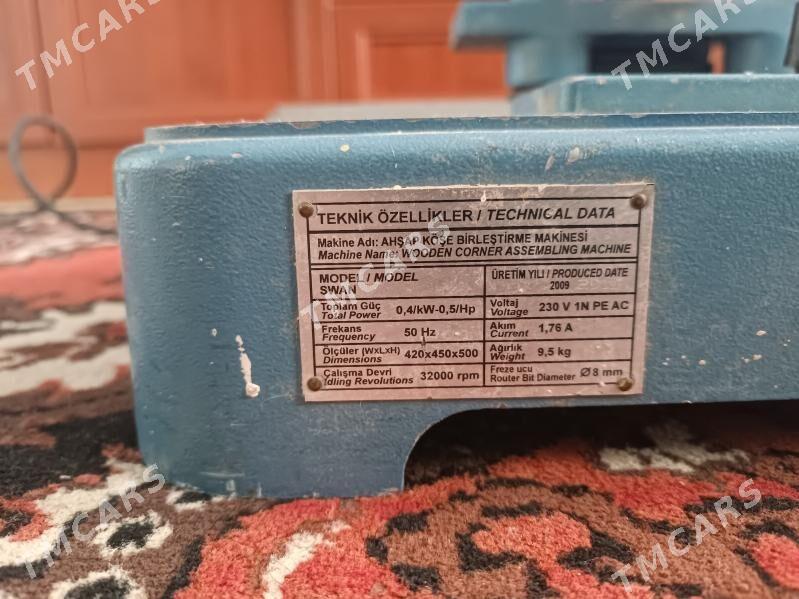 TEKNİK ÖZELLİKLER / TECHNICAL DATA
Makine Adı: AHŞAP KÖŞE BİRLEŞTİRME MAKİNESİ
Machine Name: WOODEN CORNER ASSEMBLING MACHINE
MODEL / MODEL
SWAN
ÜRETİM YILI / PRODUCED DATE
2009
Toplam Güç
Total Power 0,4/kW-0,5/Hp
Voltaj
Voltage 230 V 1N PE AC
Frekans
Frequency 50 Hz
Akım
Current 1,76 A
Ölçüler (WxLxH)
Dimensions 420x450x500
Ağırlık
Weight 9,5 kg
Çalışma Devri
Idling Revolutions 32000 rpm
Freze ucu
Router Bit Diameter Ø 8 mm
TMCARS
TMCARS
TMCARS
TMCARS
TMCARS
TMCARS